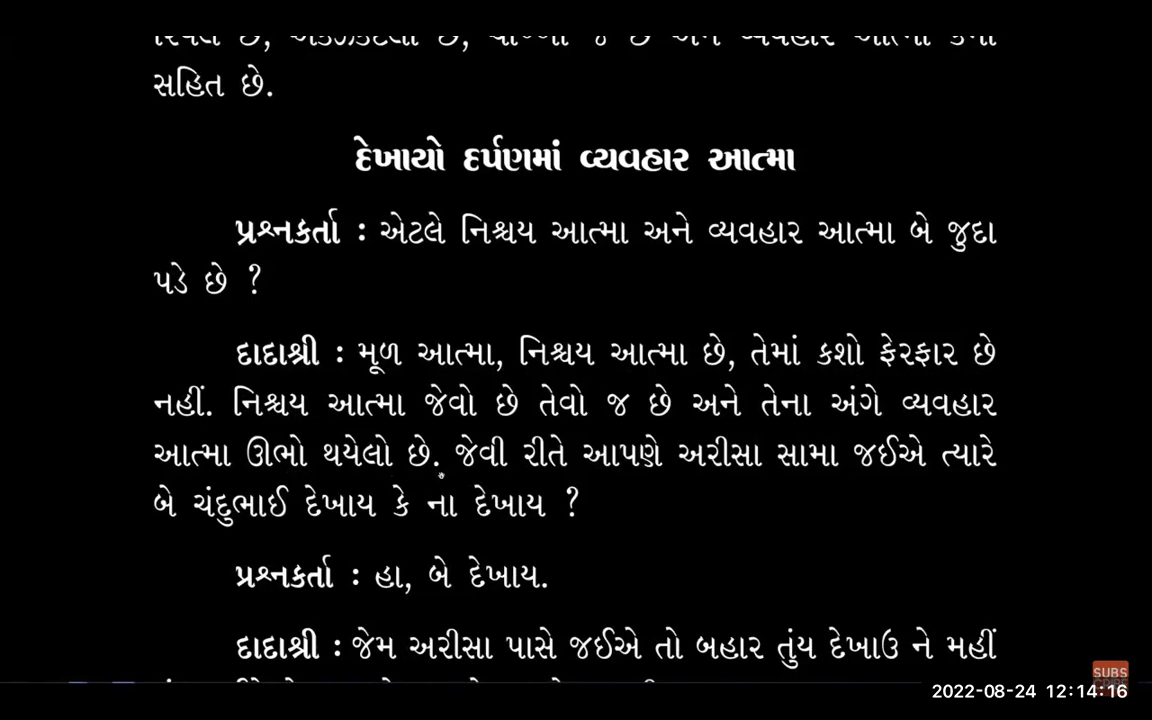 સહિત છે.
દેખાયો દર્પણમાં વ્યવહાર આત્મા
પ્રશ્નકર્તા : એટલે નિશ્ચય આત્મા અને વ્યવહાર આત્મા બે જુદા
પડે છે ?
દાદાશ્રી : મૂળ આત્મા, નિશ્ચય આત્મા છે, તેમાં કશો ફેરફાર છે
નહીં. નિશ્ચય આત્મા જેવો છે તેવો જ છે અને તેના અંગે વ્યવહાર
આત્મા ઊભો થયેલો છે. જેવી રીતે આપણે અરીસા સામા જઈએ ત્યારે
બે ચંદુભાઈ દેખાય કે ના દેખાય ?
પ્રશ્નકર્તા : હા, બે દેખાય.
દાદાશ્રી : જેમ અરીસા પાસે જઈએ તો બહાર તુંય દેખાઉ ને મહીં
SUBS
2022-08-24 12:14:16